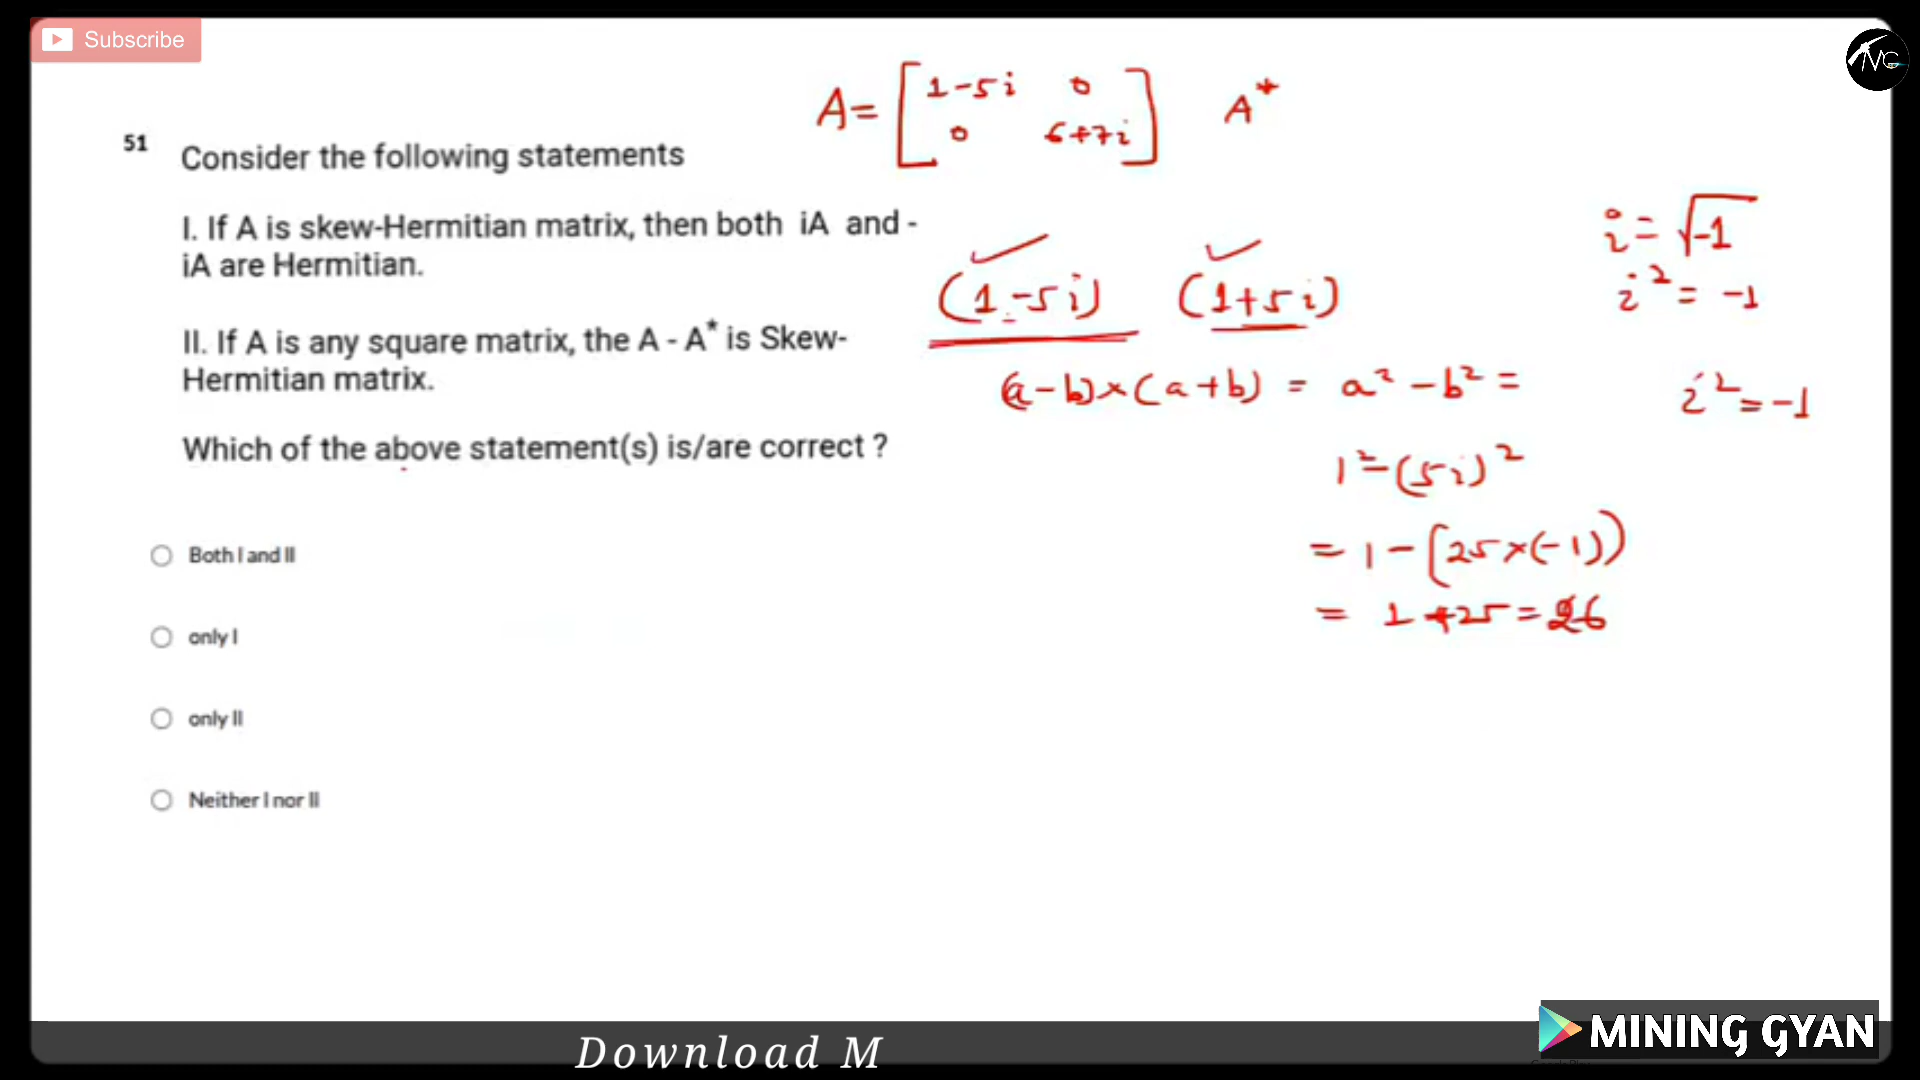 Subscribe
NG
A = [ 1-5i 0
0 6+7i ] A*
51
Consider the following statements
I. If A is skew-Hermitian matrix, then both iA and -
iA are Hermitian.
i = √-1
i² = -1
(1-5i) (1+5i)
II. If A is any square matrix, the A - A* is Skew-
Hermitian matrix.
(a-b)×(a+b) = a² - b² =
i² = -1
Which of the above statement(s) is/are correct ?
1² - (5i)²
= 1 - (25×(-1))
= 1+25 = 26
Both I and II
only I
only II
Neither I nor II
Download M
MINING GYAN